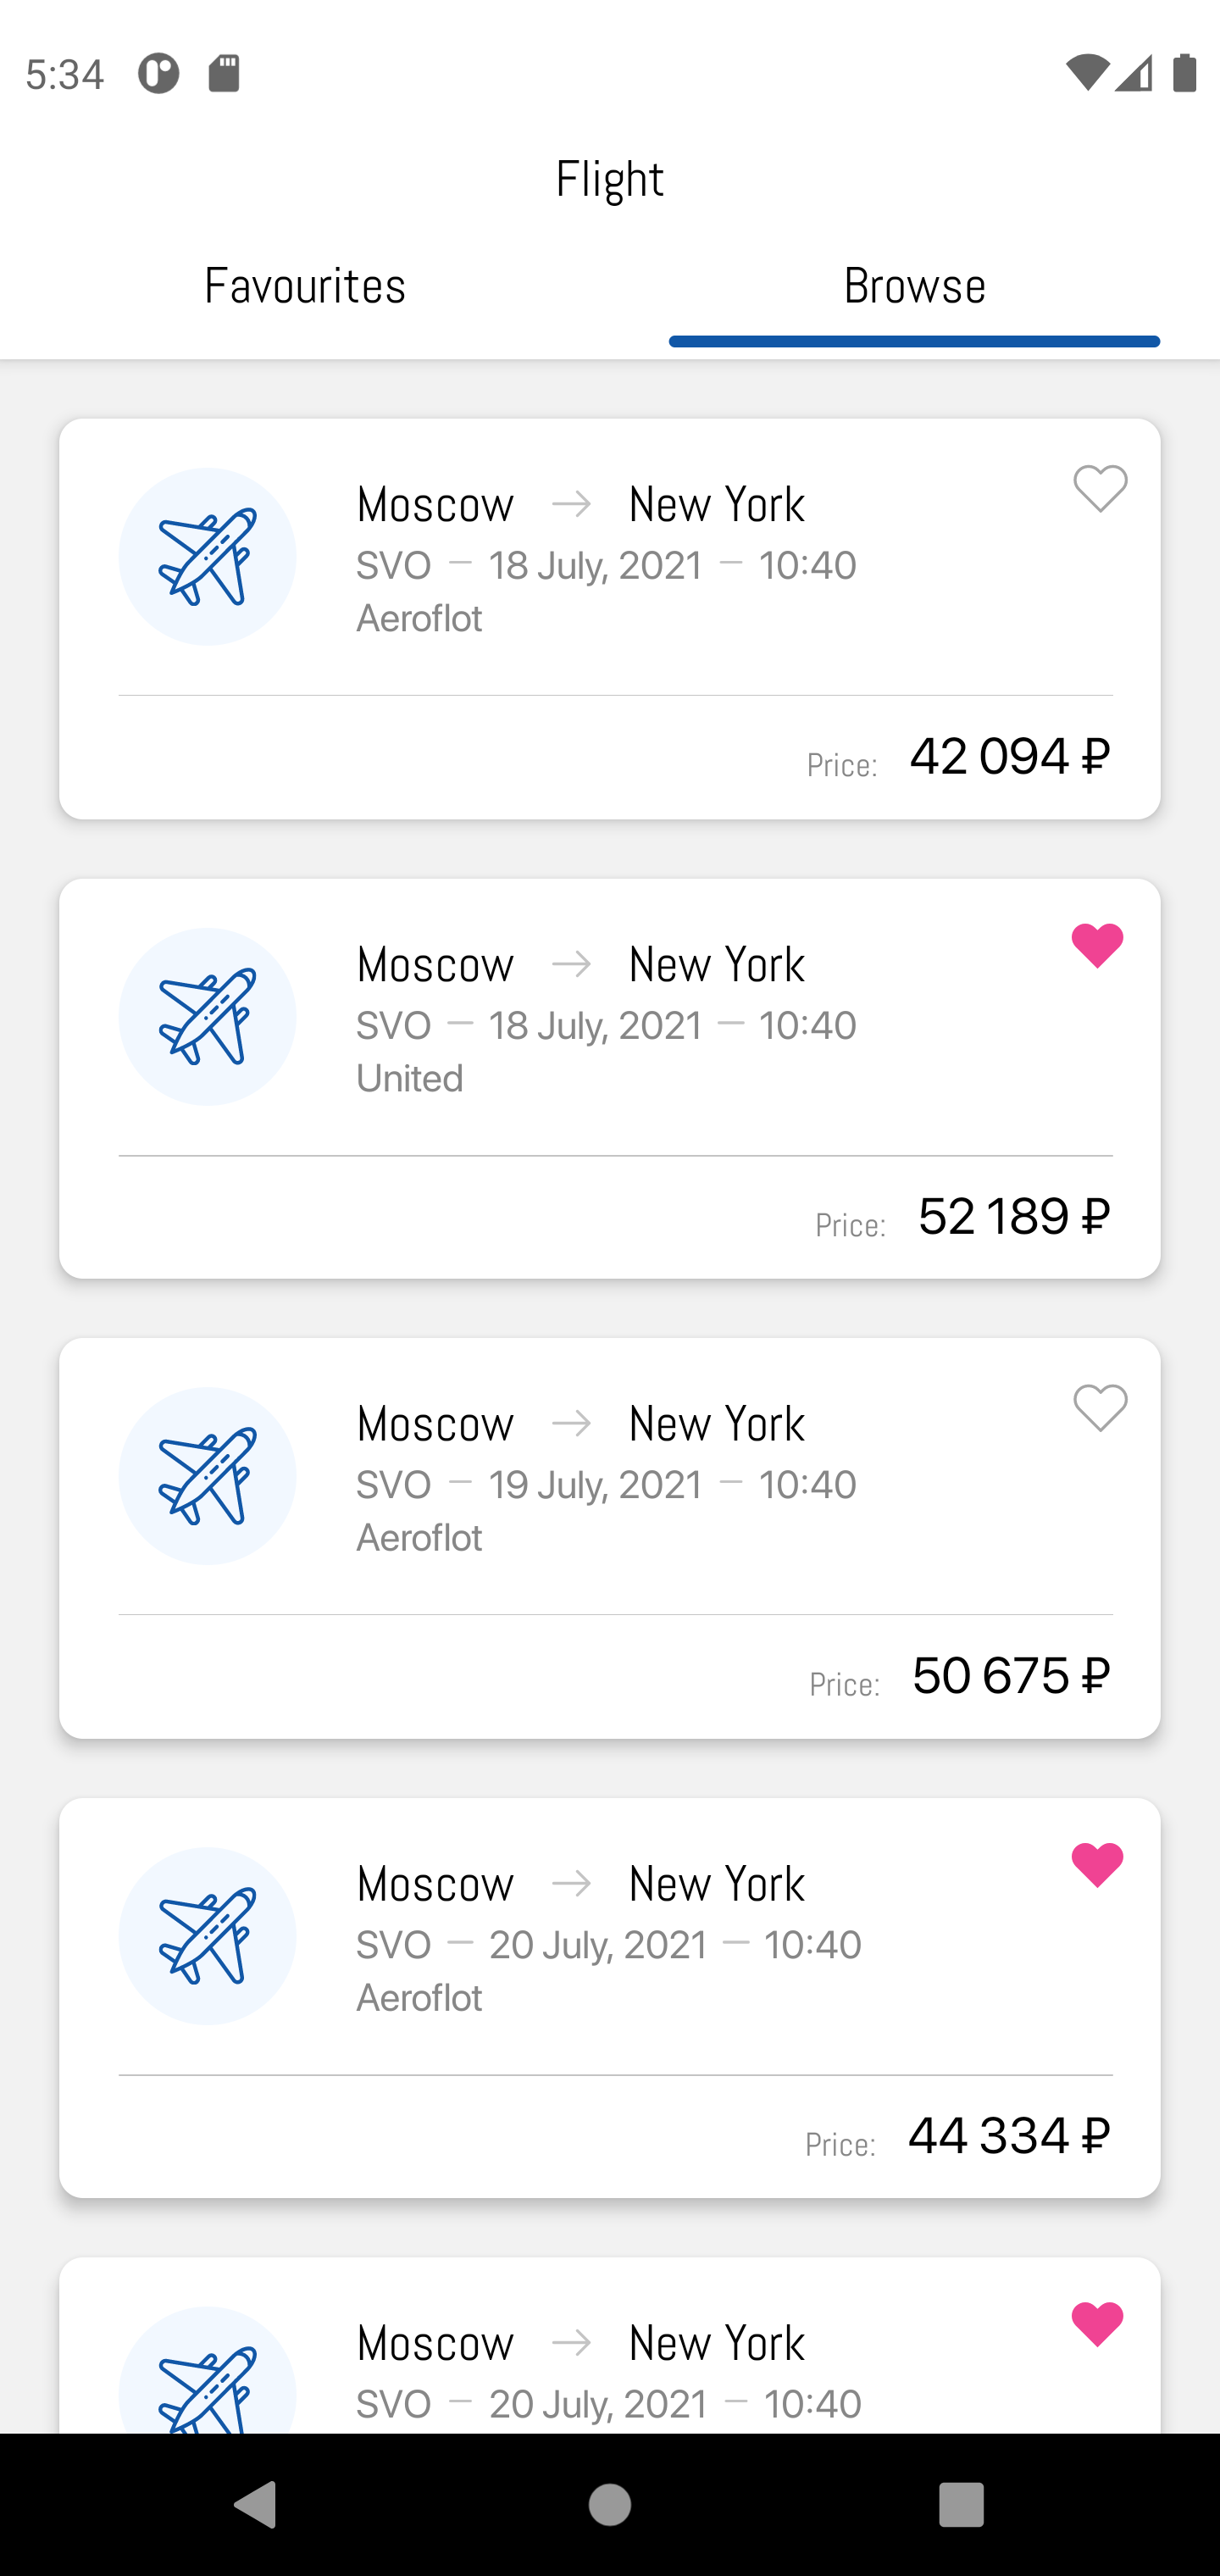 5:34
Flight
Favourites
Browse
Moscow → New York
SVO — 18 July, 2021 — 10:40
Aeroflot
Price: 42 094 ₽
Moscow → New York
SVO — 18 July, 2021 — 10:40
United
Price: 52 189 ₽
Moscow → New York
SVO — 19 July, 2021 — 10:40
Aeroflot
Price: 50 675 ₽
Moscow → New York
SVO — 20 July, 2021 — 10:40
Aeroflot
Price: 44 334 ₽
Moscow → New York
SVO — 20 July, 2021 — 10:40